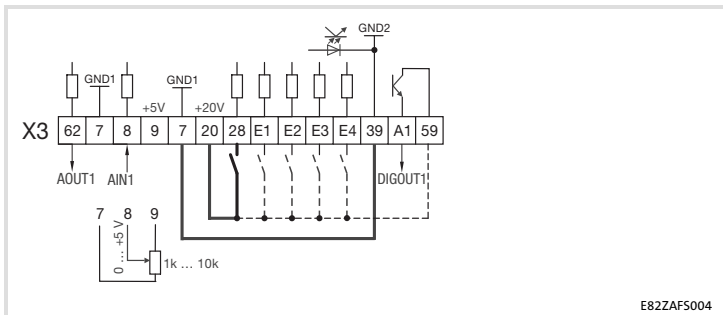 GND2
GND1 GND1
+5V +20V
X3 62 7 8 9 7 20 28 E1 E2 E3 E4 39 A1 59
AOUT1 AIN1 DIGOUT1
7 8 9
0 ... +5 V
1k ... 10k
E82ZAFS004